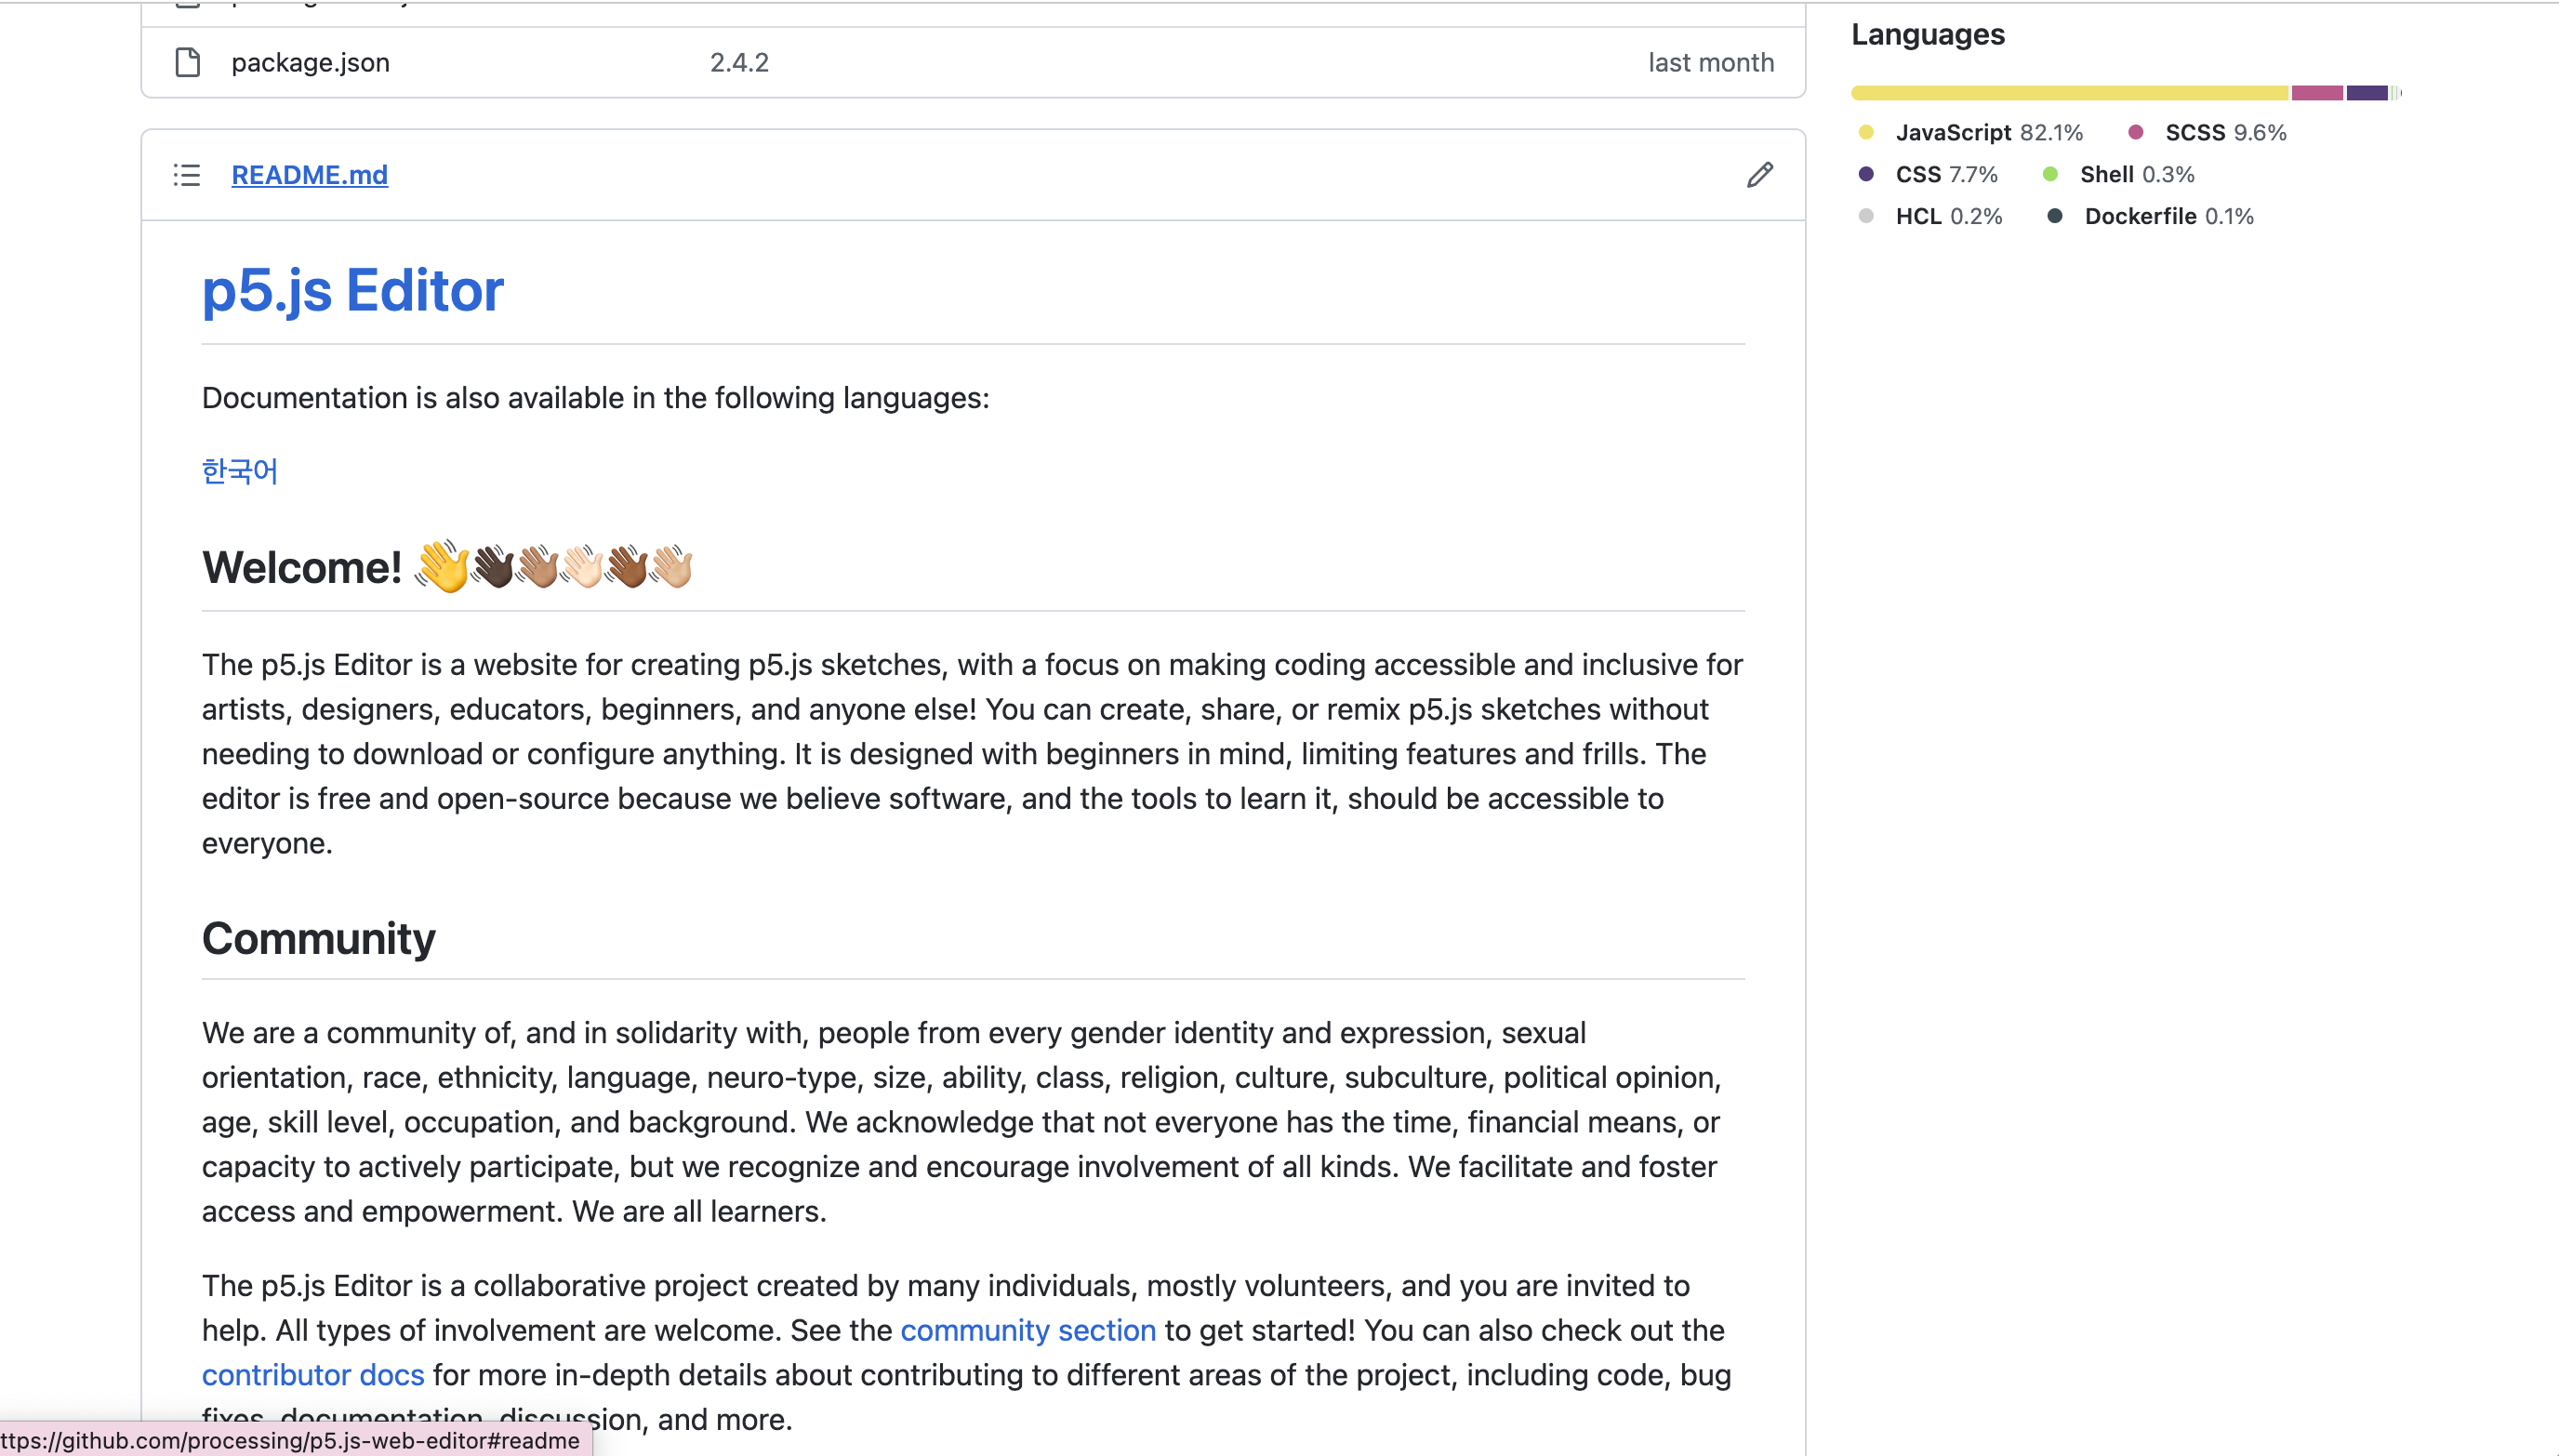 package.json 2.4.2 last month
README.md
p5.js Editor
Documentation is also available in the following languages:
한국어
Welcome! 👋👋🏿👋🏽👋🏻👋🏾👋🏼
The p5.js Editor is a website for creating p5.js sketches, with a focus on making coding accessible and inclusive for
artists, designers, educators, beginners, and anyone else! You can create, share, or remix p5.js sketches without
needing to download or configure anything. It is designed with beginners in mind, limiting features and frills. The
editor is free and open-source because we believe software, and the tools to learn it, should be accessible to
everyone.
Community
We are a community of, and in solidarity with, people from every gender identity and expression, sexual
orientation, race, ethnicity, language, neuro-type, size, ability, class, religion, culture, subculture, political opinion,
age, skill level, occupation, and background. We acknowledge that not everyone has the time, financial means, or
capacity to actively participate, but we recognize and encourage involvement of all kinds. We facilitate and foster
access and empowerment. We are all learners.
The p5.js Editor is a collaborative project created by many individuals, mostly volunteers, and you are invited to
help. All types of involvement are welcome. See the community section to get started! You can also check out the
contributor docs for more in-depth details about contributing to different areas of the project, including code, bug
fixes, documentation, discussion, and more.
ttps://github.com/processing/p5.js-web-editor#readme
Languages
JavaScript 82.1% SCSS 9.6%
CSS 7.7% Shell 0.3%
HCL 0.2% Dockerfile 0.1%